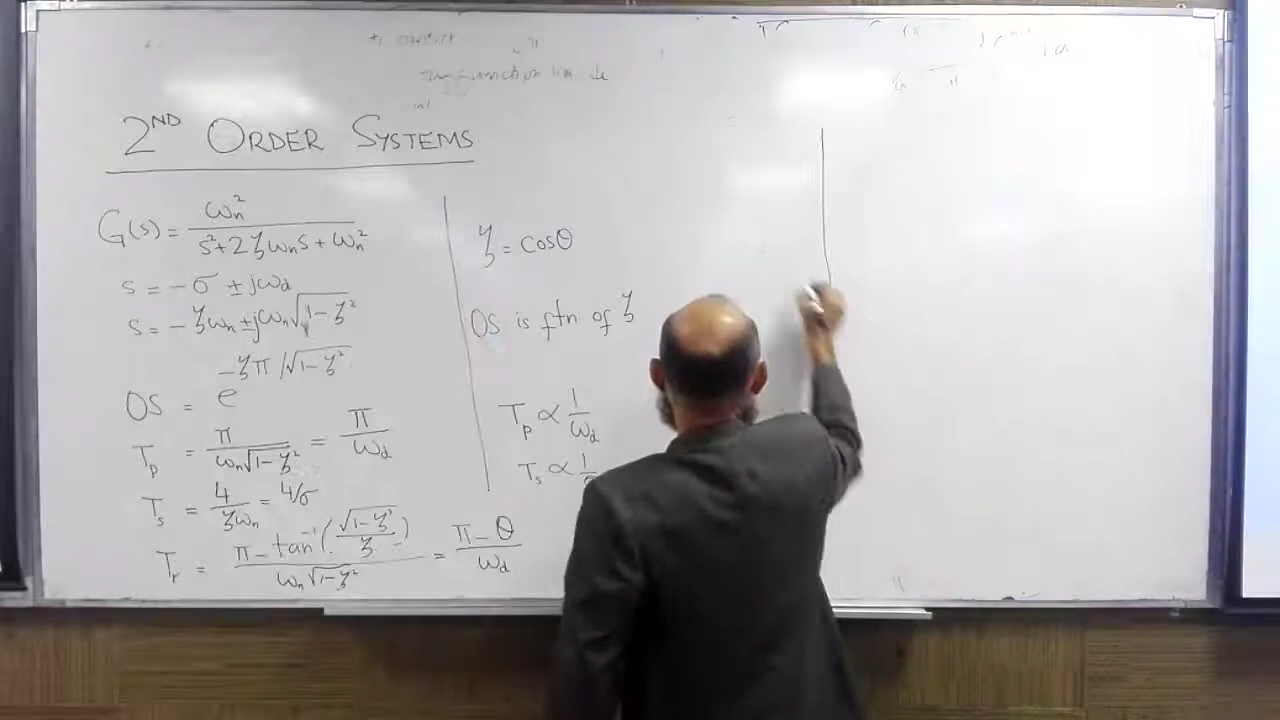 2ND ORDER SYSTEMS
G(s) = ωn² / (s² + 2ζωns + ωn²)
s = -σ ± jωd
s = -ζωn ± jωn√(1-ζ²)
OS = e^(-ζπ/√(1-ζ²))
Tp = π / (ωn√(1-ζ²)) = π/ωd
Ts = 4/(ζωn) = 4/σ
Tr = (π - tan⁻¹(√(1-ζ²)/ζ)) / (ωn√(1-ζ²)) = (π - θ)/ωd
ζ = cosθ
OS is ftn of ζ
Tp ∝ 1/ωd
Ts ∝ 1/